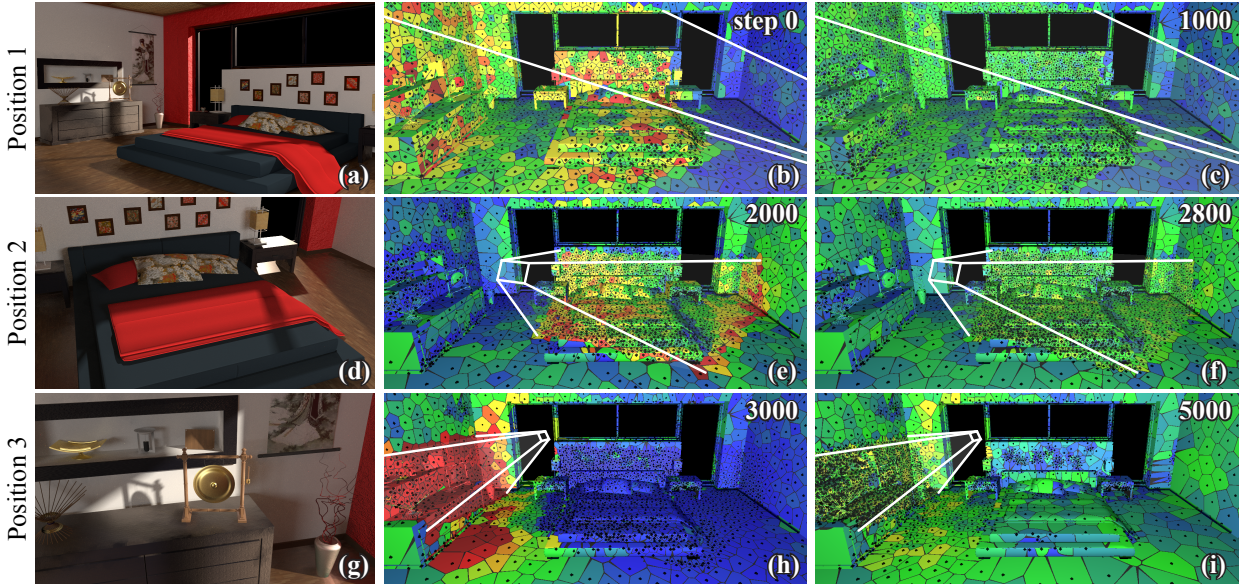 Position 1
(a)
step 0
(b)
1000
(c)
Position 2
(d)
2000
(e)
2800
(f)
Position 3
(g)
3000
(h)
5000
(i)